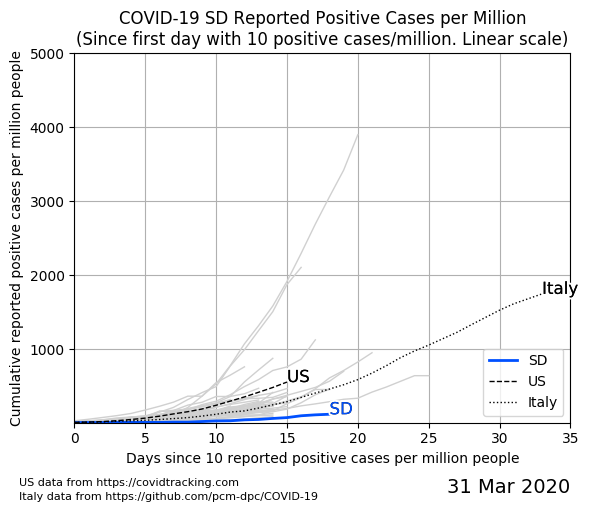 COVID-19 SD Reported Positive Cases per Million
(Since first day with 10 positive cases/million. Linear scale)
Cumulative reported positive cases per million people
5000
4000
3000
2000
1000
Italy
US
SD
SD
US
Italy
0 5 10 15 20 25 30 35
Days since 10 reported positive cases per million people
US data from https://covidtracking.com
Italy data from https://github.com/pcm-dpc/COVID-19
31 Mar 2020